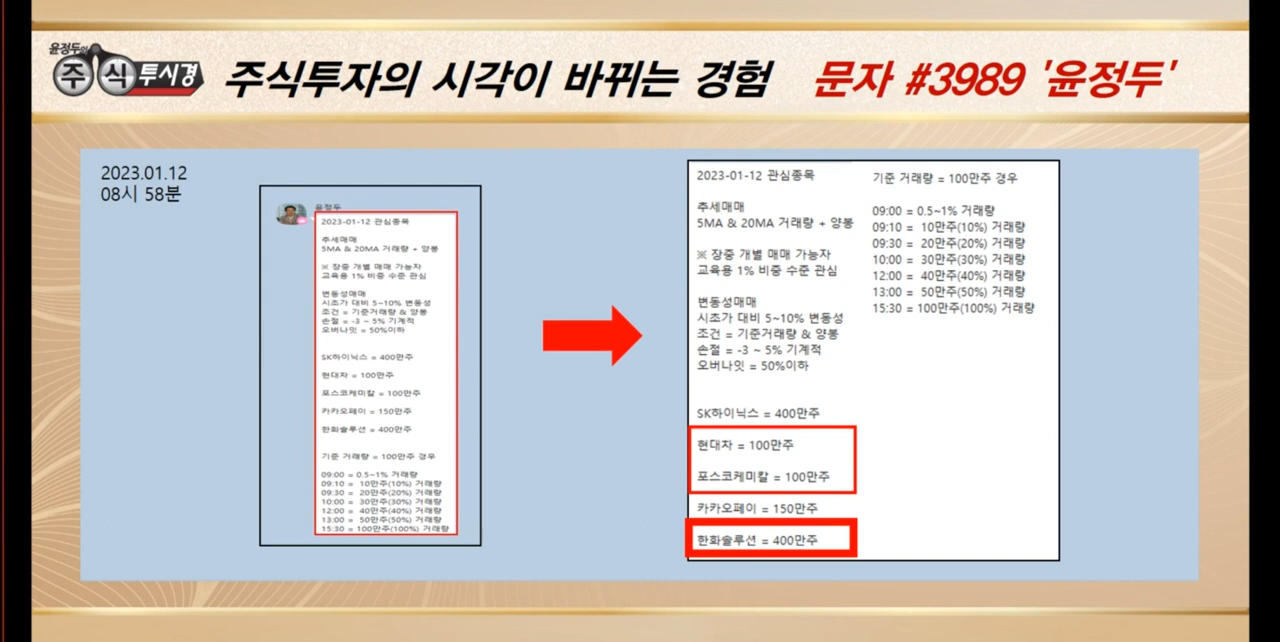 윤정두의
주식투시경
주식투자의 시각이 바뀌는 경험 문자 #3989 '윤정두'
2023.01.12
08시 58분
윤정두
2023-01-12 관심종목
추세매매
5MA & 20MA 거래량 + 양봉
※ 장중 개별 매매 가능자
교육용 1% 비중 수준 관심
변동성매매
시초가 대비 5~10% 변동성
조건 = 기준거래량 & 양봉
손절 = -3 ~ 5% 기계적
오버나잇 = 50%이하
SK하이닉스 = 400만주
현대차 = 100만주
포스코케미칼 = 100만주
카카오페이 = 150만주
한화솔루션 = 400만주
기준 거래량 = 100만주 경우
09:00 = 0.5~1% 거래량
09:10 = 10만주(10%) 거래량
09:30 = 20만주(20%) 거래량
10:00 = 30만주(30%) 거래량
12:00 = 40만주(40%) 거래량
13:00 = 50만주(50%) 거래량
15:30 = 100만주(100%) 거래량
2023-01-12 관심종목
추세매매
5MA & 20MA 거래량 + 양봉
※ 장중 개별 매매 가능자
교육용 1% 비중 수준 관심
변동성매매
시초가 대비 5~10% 변동성
조건 = 기준거래량 & 양봉
손절 = -3 ~ 5% 기계적
오버나잇 = 50%이하
SK하이닉스 = 400만주
현대차 = 100만주
포스코케미칼 = 100만주
카카오페이 = 150만주
한화솔루션 = 400만주
기준 거래량 = 100만주 경우
09:00 = 0.5~1% 거래량
09:10 = 10만주(10%) 거래량
09:30 = 20만주(20%) 거래량
10:00 = 30만주(30%) 거래량
12:00 = 40만주(40%) 거래량
13:00 = 50만주(50%) 거래량
15:30 = 100만주(100%) 거래량